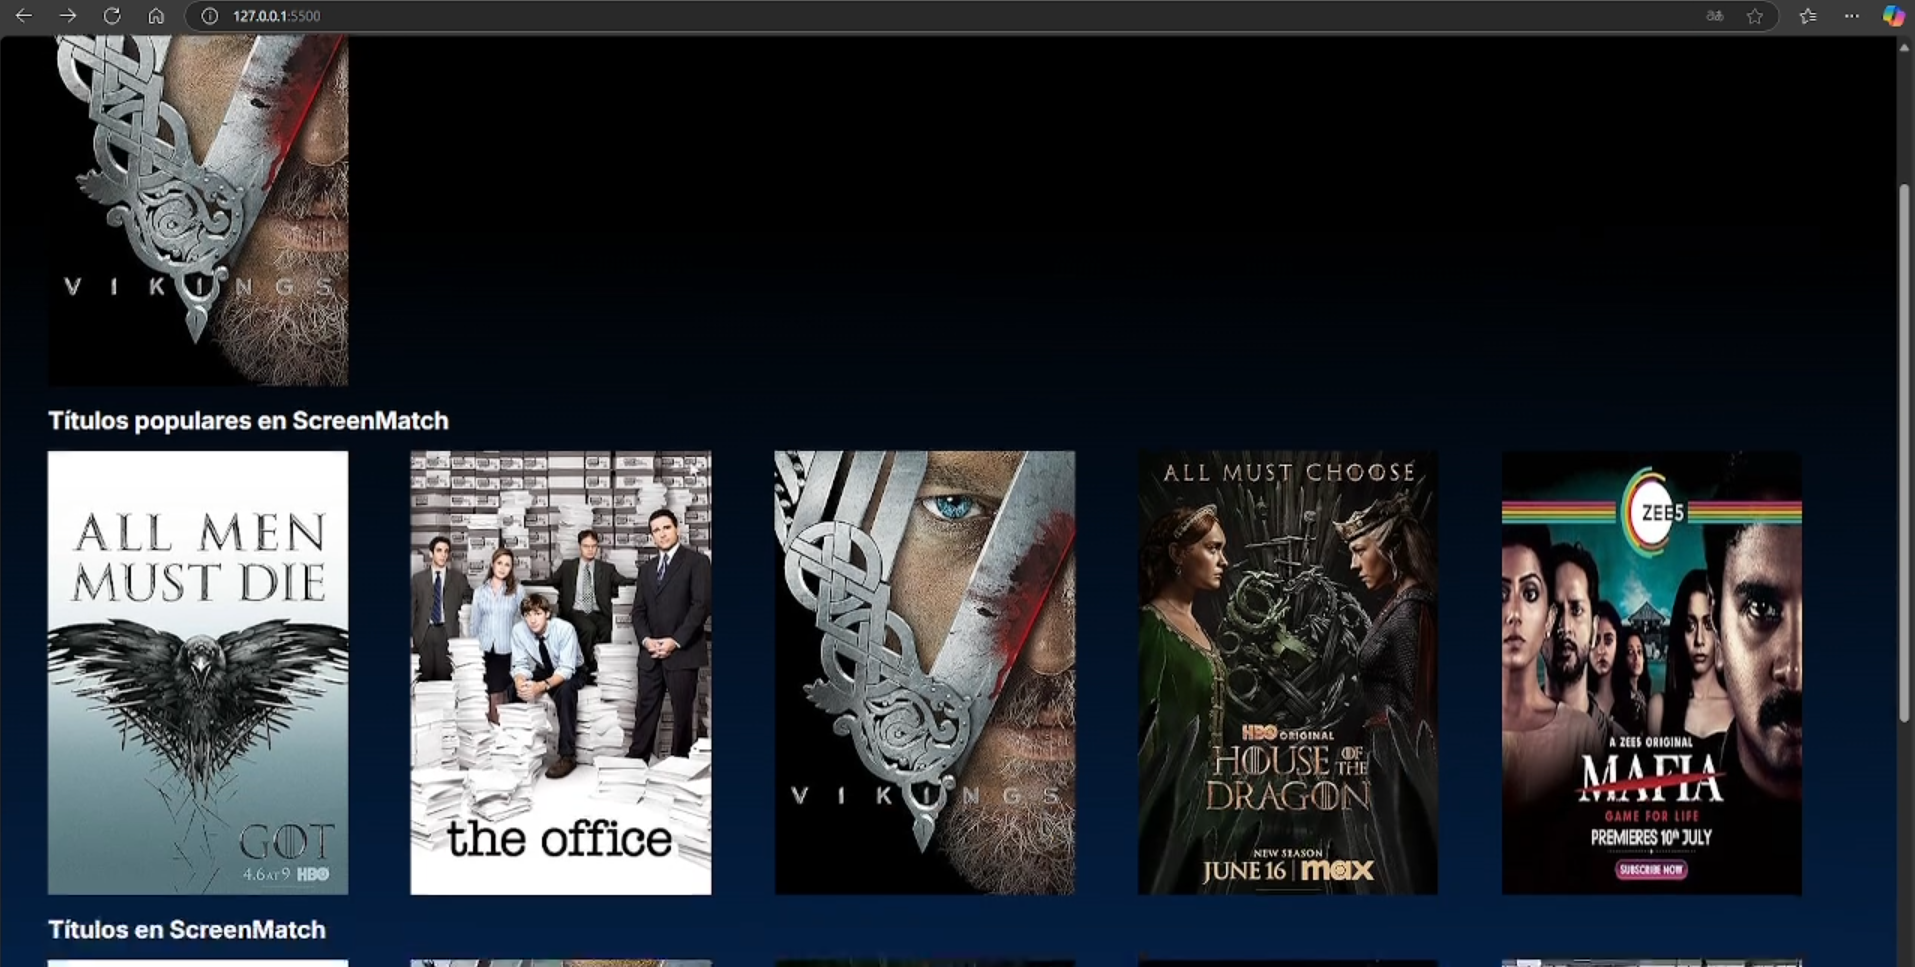 127.0.0.1:5500
VIKINGS
Títulos populares en ScreenMatch
ALL MEN
MUST DIE
GOT
4.6 AT 9 HBO
the office
VIKINGS
ALL MUST CHOOSE
HBO ORIGINAL
HOUSE OF THE
DRAGON
NEW SEASON
JUNE 16 | max
ZEE5
A ZEE5 ORIGINAL
MAFIA
GAME FOR LIFE
PREMIERES 10th JULY
SUBSCRIBE NOW
Títulos en ScreenMatch